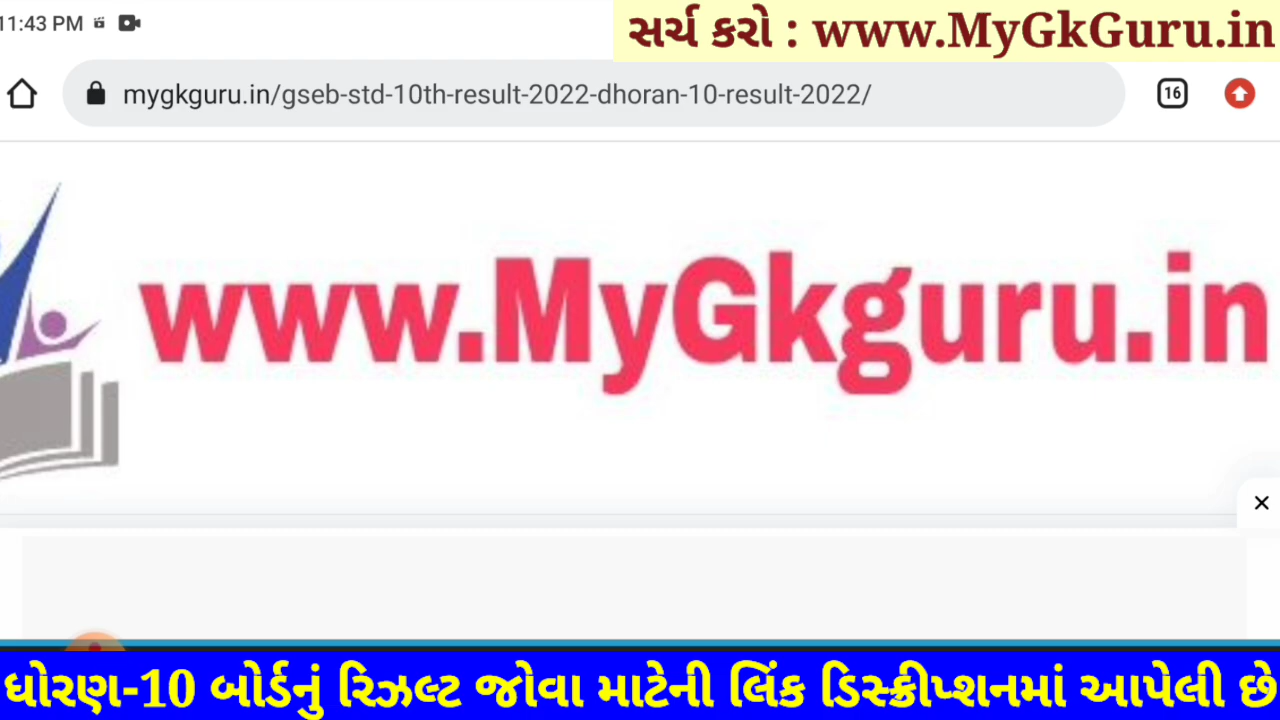 11:43 PM
સર્ચ કરો : www.MyGkGuru.in
mygkguru.in/gseb-std-10th-result-2022-dhoran-10-result-2022/
16
www.MyGkguru.in
ધોરણ-10 બોર્ડનું રિઝલ્ટ જોવા માટેની લિંક ડિસ્ક્રીપ્શનમાં આપેલી છે